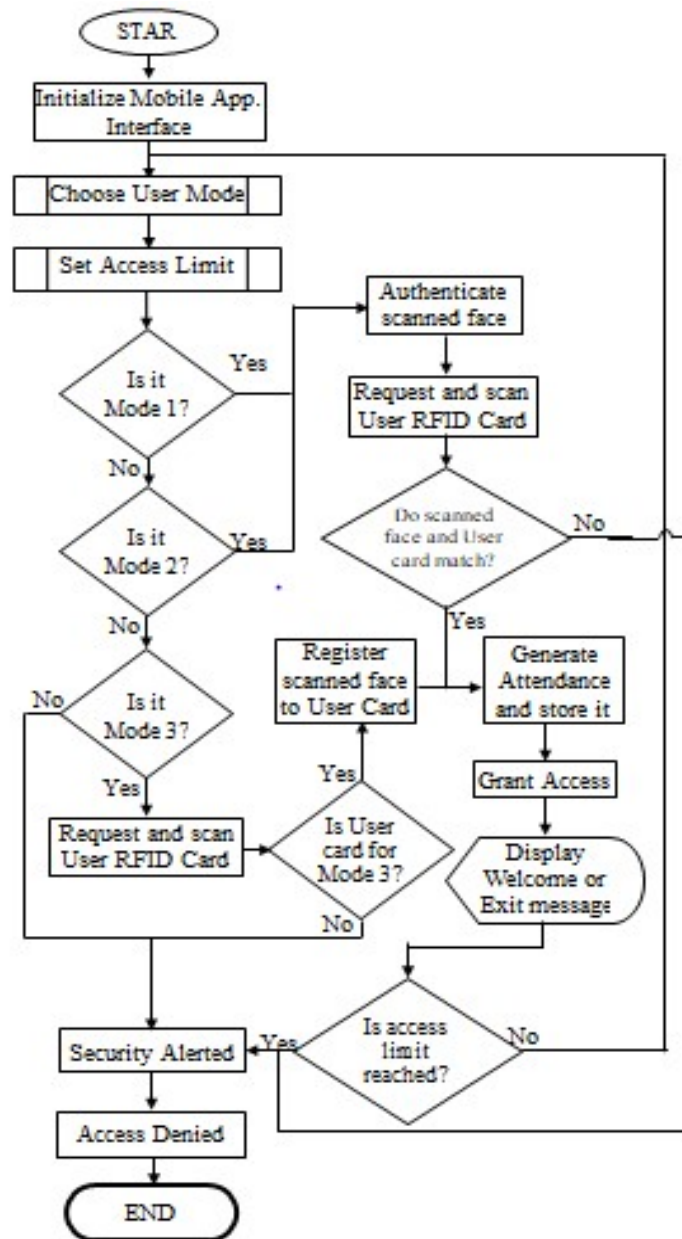 STAR
Initialize Mobile App.
Interface
Choose User Mode
Set Access Limit
Is it
Mode 1?
Yes
No
Is it
Mode 2?
Yes
No
Is it
Mode 3?
No
Yes
Request and scan
User RFID Card
Is User
card for
Mode 3?
Yes
No
Register
scanned face
to User Card
Authenticate
scanned face
Request and scan
User RFID Card
Do scanned
face and User
card match?
No
Yes
Generate
Attendance
and store it
Grant Access
Display
Welcome or
Exit message
Is access
limit
reached?
Yes
No
Security Alerted
Access Denied
END